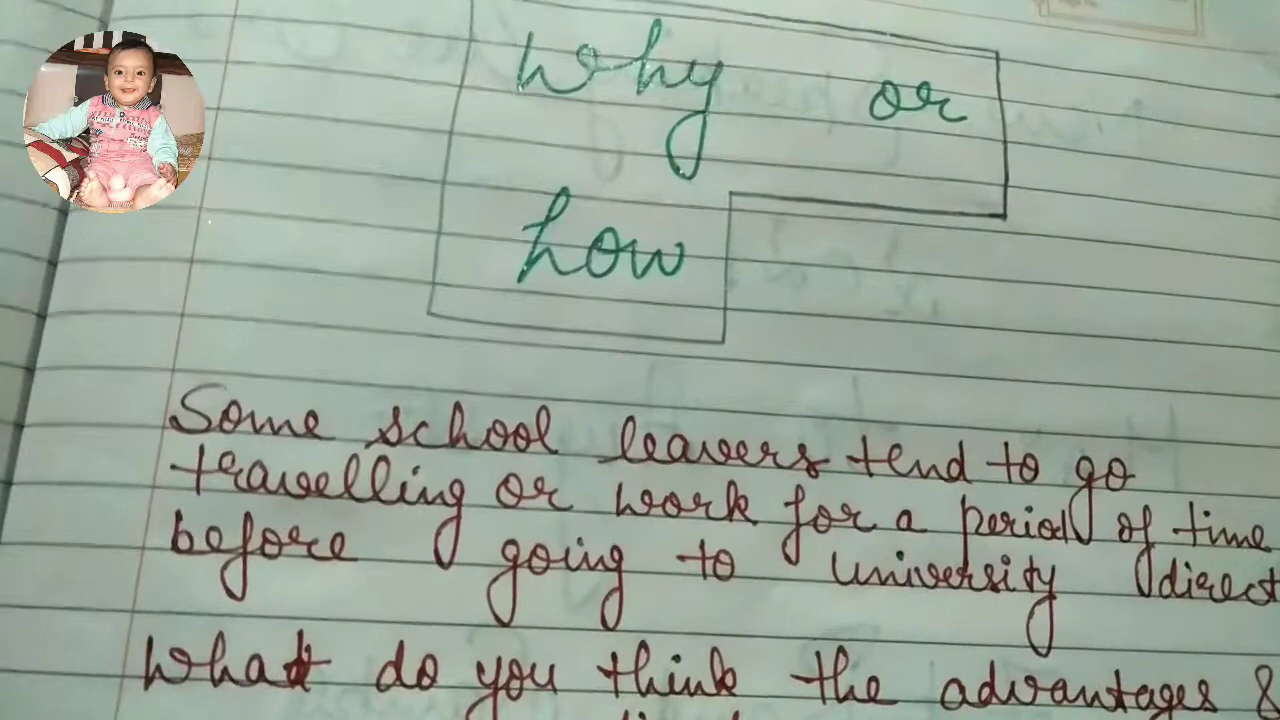 Why or
how
Some school leavers tend to go
travelling or work for a period of time
before going to university direct
What do you think the advantages &